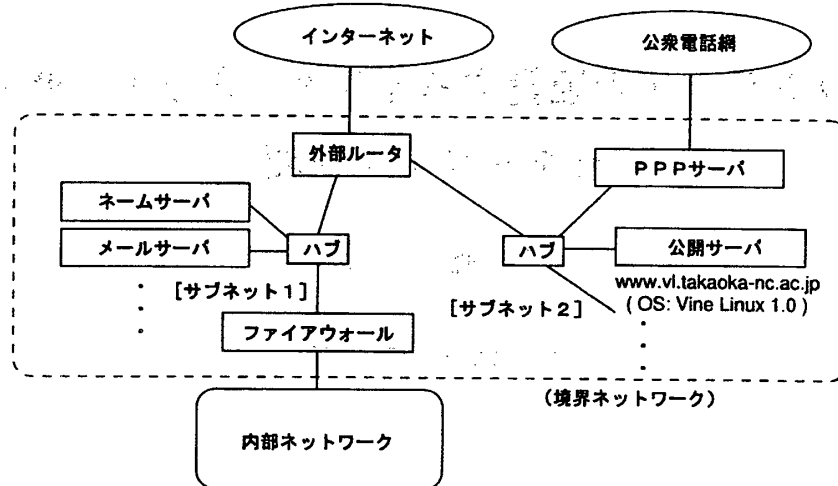 インターネット
公衆電話網
外部ルータ
PPPサーバ
ネームサーバ
メールサーバ
ハブ
ハブ
公開サーバ
www.vl.takaoka-nc.ac.jp
( OS: Vine Linux 1.0 )
[サブネット1]
[サブネット2]
ファイアウォール
(境界ネットワーク)
内部ネットワーク